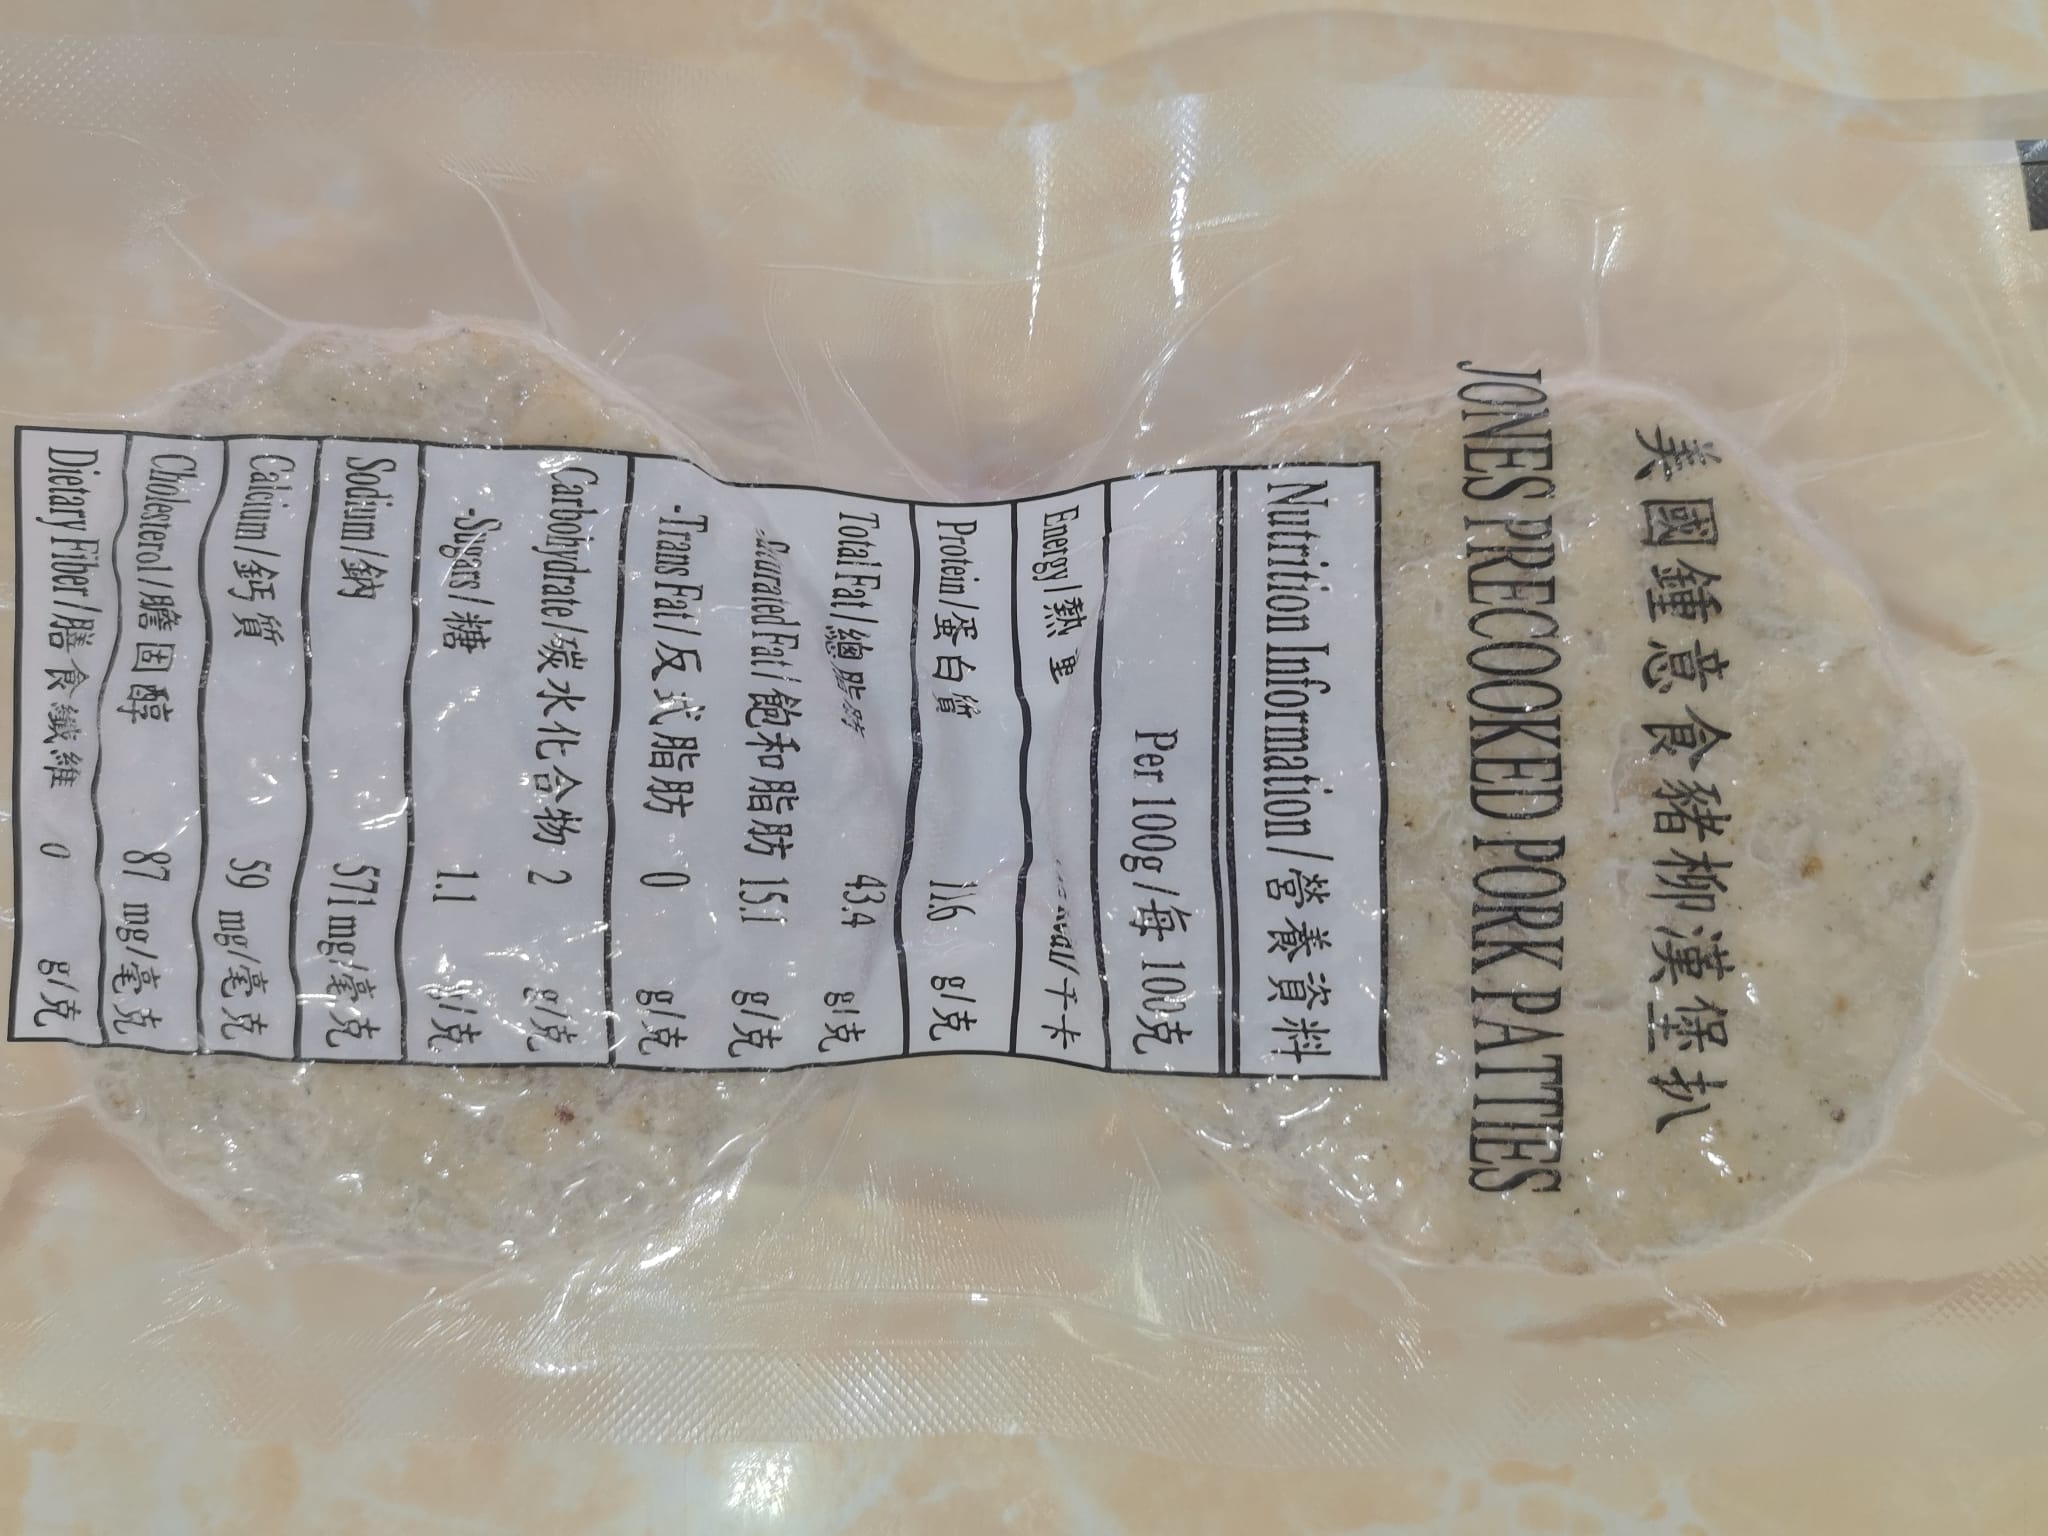 美國鍾意食豬柳漢堡扒
JONES PRECOOKED PORK PATTIES
Nutrition Information/營養資料
Per 100g/每 100克
Energy/熱量 /千卡
Protein/蛋白質 11.6 g/克
Total Fat/總脂肪 43.4 g/克
Fat/飽和脂肪 15.1 g/克
-Trans Fat/反式脂肪 0 g/克
Carbohydrate/碳水化合物 2 g/克
-Sugars/糖 1.1 g/克
Sodium/鈉 571 mg/毫克
Calcium/鈣質 59 mg/毫克
Cholesterol/膽固醇 87 mg/毫克
Dietary Fiber/膳食纖維 0 g/克